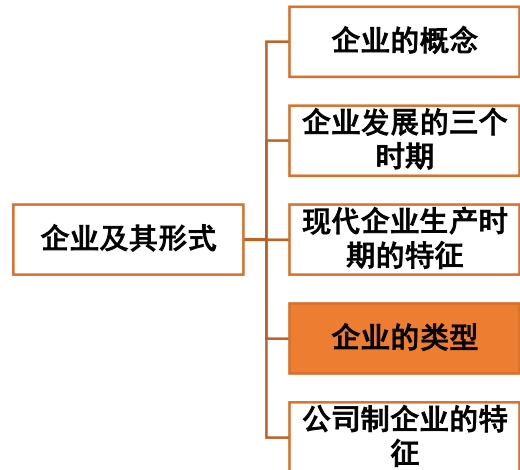 企业的概念
企业发展的三个
时期
企业及其形式
现代企业生产时
期的特征
企业的类型
公司制企业的特
征